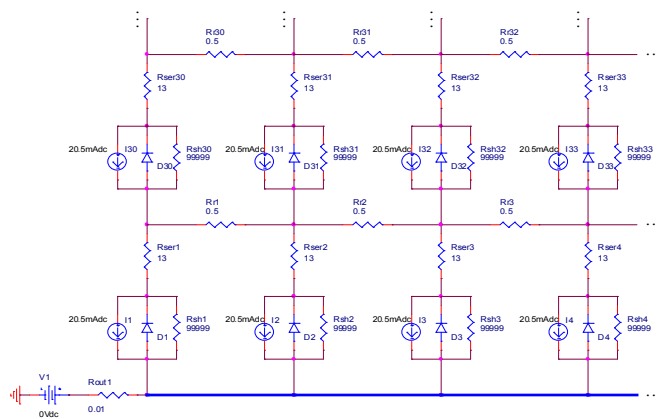 Rr30 Rr31 Rr32
0.5 0.5 0.5
Rser30 Rser31 Rser32 Rser33
13 13 13 13
20.5mAdc I30 Rsh30 20.5mAdc I31 Rsh31 20.5mAdc I32 Rsh32 20.5mAdc I33 Rsh33
99999 99999 99999 99999
D30 D31 D32 D33
Rr1 Rr2 Rr3
0.5 0.5 0.5
Rser1 Rser2 Rser3 Rser4
13 13 13 13
20.5mAdc I1 Rsh1 20.5mAdc I2 Rsh2 20.5mAdc I3 Rsh3 20.5mAdc I4 Rsh4
99999 99999 99999 99999
D1 D2 D3 D4
V1 Rout1
0Vdc 0.01